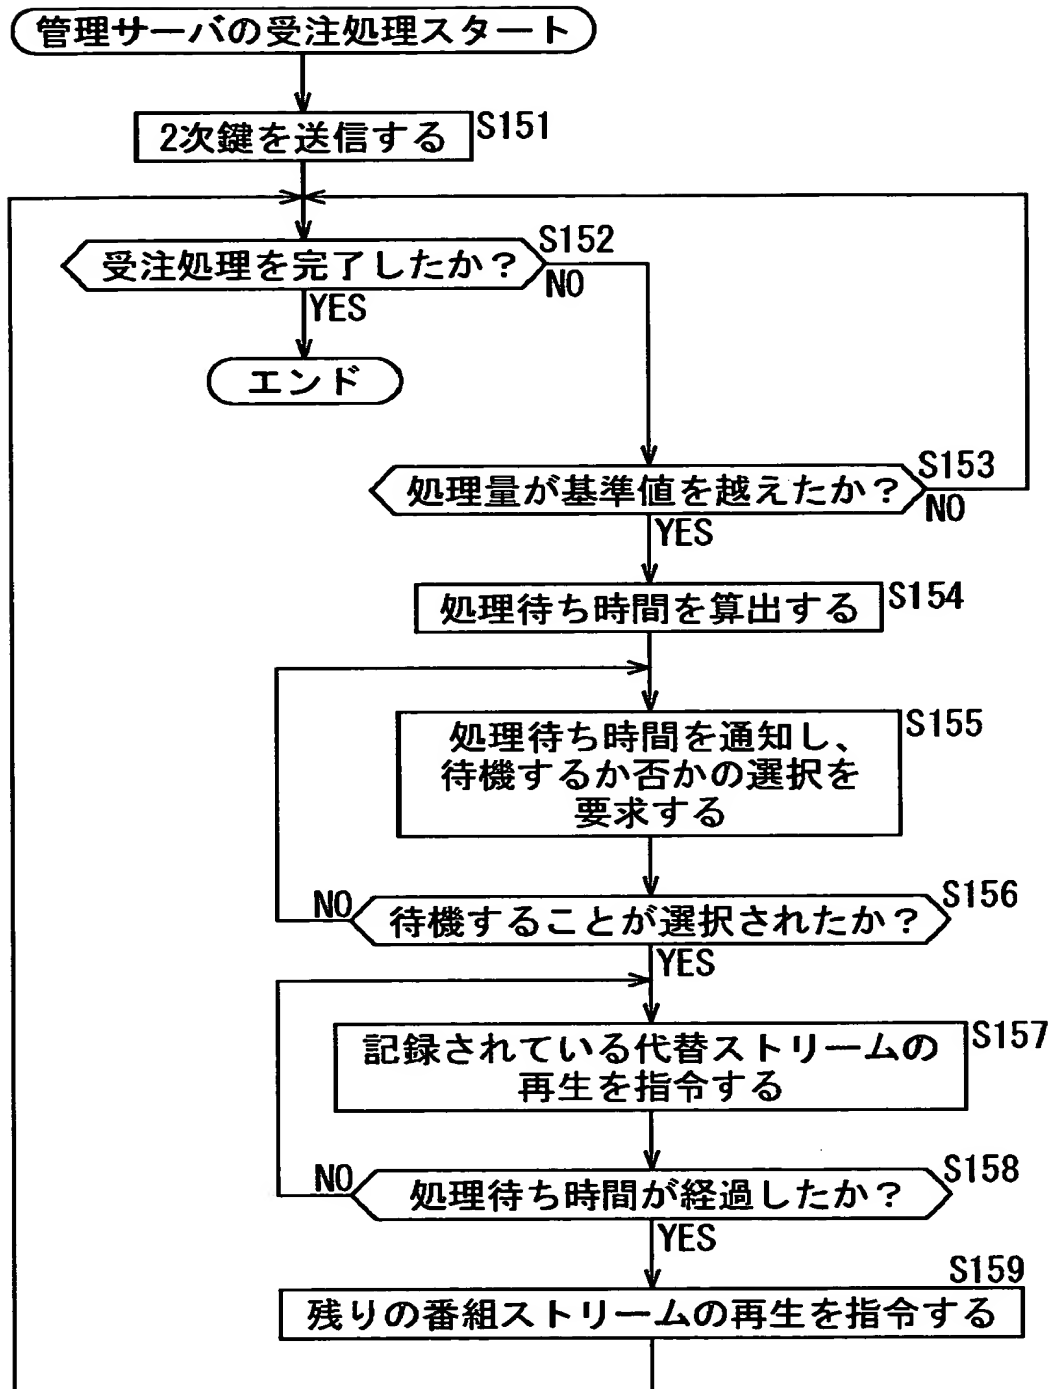 管理サーバの受注処理スタート
2次鍵を送信する
S151
受注処理を完了したか？
S152
NO
YES
エンド
処理量が基準値を越えたか？
S153
NO
YES
処理待ち時間を算出する
S154
処理待ち時間を通知し、
待機するか否かの選択を
要求する
S155
待機することが選択されたか？
S156
NO
YES
記録されている代替ストリームの
再生を指令する
S157
処理待ち時間が経過したか？
S158
NO
YES
S159
残りの番組ストリームの再生を指令する